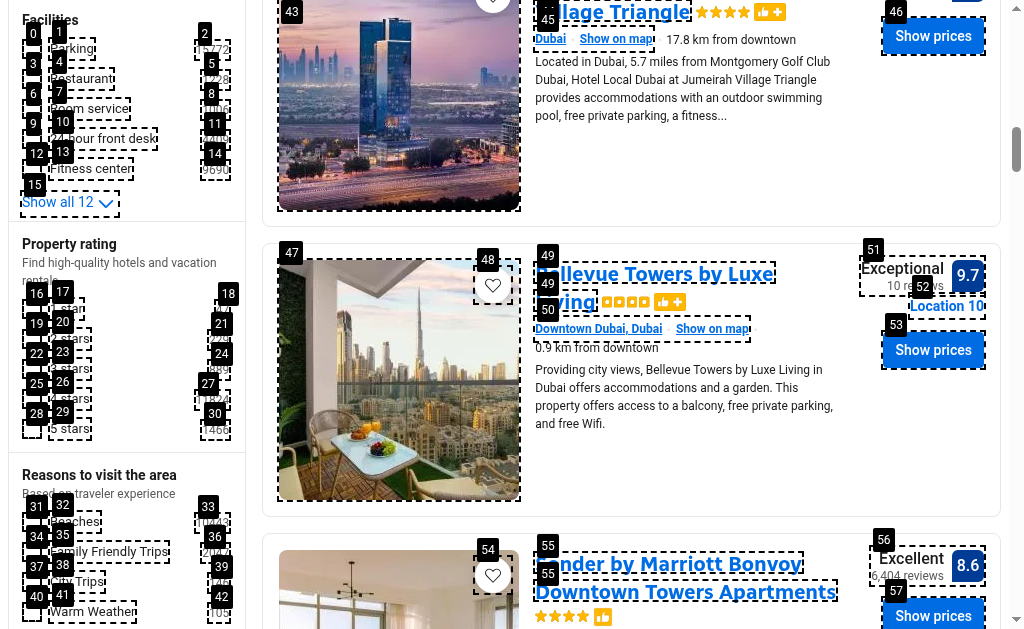 Facilities
0
1
2
Parking
15772
3
4
5
Restaurant
1228
6
7
8
Room service
9
10
11
24-hour front desk
12
13
14
Fitness center
9690
15
Show all 12
Property rating
Find high-quality hotels and vacation
rentals
16
17
18
1 star
19
20
21
2 stars
22
23
24
3 stars
889
25
26
27
4 stars
11824
28
29
30
5 stars
1466
Reasons to visit the area
Based on traveler experience
31
32
33
Beaches
10443
34
35
36
Family Friendly Trips
37
38
39
City Trips
40
41
42
Warm Weather
105
43
45
Village Triangle
46
Show prices
Dubai · Show on map · 17.8 km from downtown
Located in Dubai, 5.7 miles from Montgomery Golf Club
Dubai, Hotel Local Dubai at Jumeirah Village Triangle
provides accommodations with an outdoor swimming
pool, free private parking, a fitness...
47
48
49
Bellevue Towers by Luxe
49
Living
50
Downtown Dubai, Dubai · Show on map ·
0.9 km from downtown
Providing city views, Bellevue Towers by Luxe Living in
Dubai offers accommodations and a garden. This
property offers access to a balcony, free private parking,
and free Wifi.
51
Exceptional
10 reviews
9.7
52
Location 10
53
Show prices
54
55
Sonder by Marriott Bonvoy
55
Downtown Towers Apartments
56
Excellent
6,404 reviews
8.6
57
Show prices